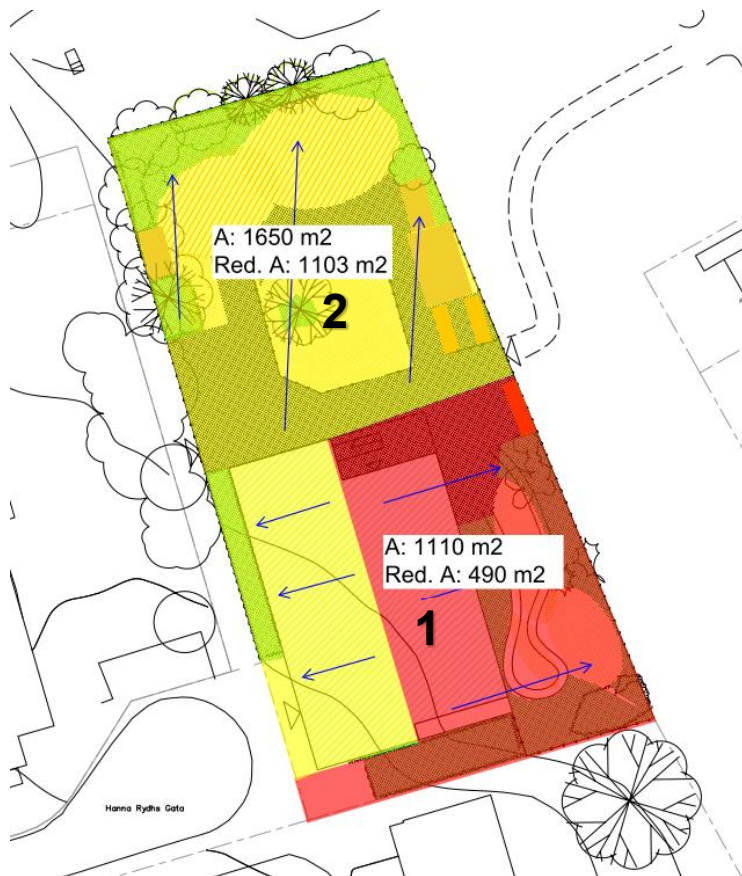 A: 1650 m2
Red. A: 1103 m2
2
A: 1110 m2
Red. A: 490 m2
1
Hanna Rydhs Gata